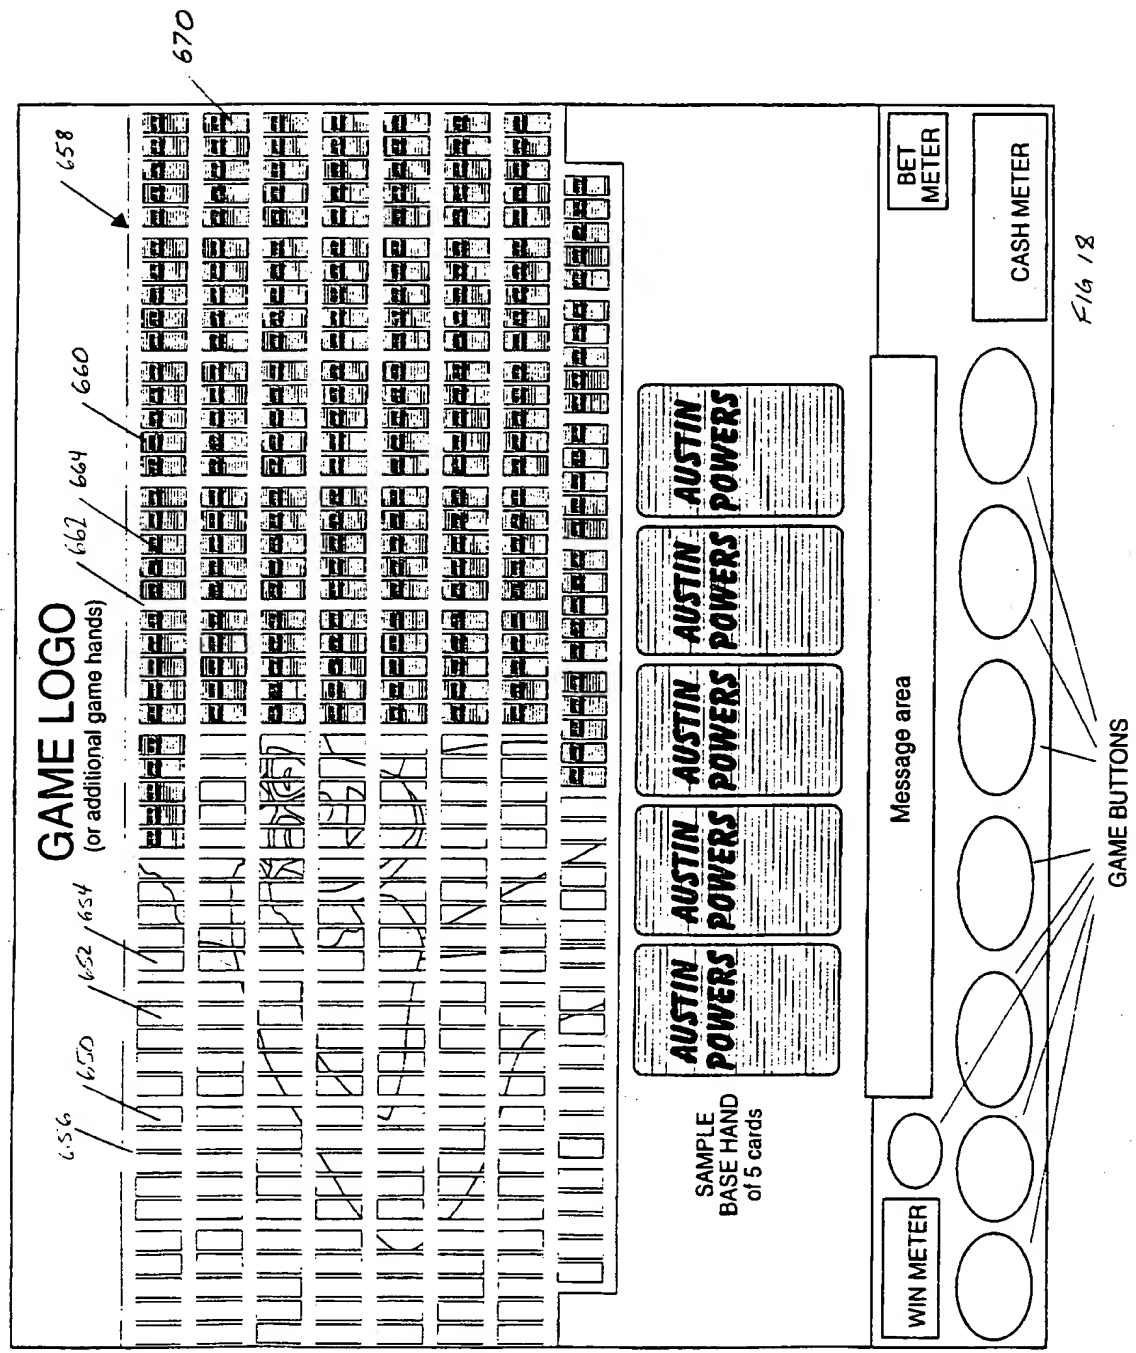 GAME LOGO
(or additional game hands)
656
650
652
654
662
664
660
658
670
AUSTIN
POWERS
AUSTIN
POWERS
AUSTIN
POWERS
AUSTIN
POWERS
AUSTIN
POWERS
SAMPLE
BASE HAND
of 5 cards
WIN METER
Message area
BET
METER
CASH METER
GAME BUTTONS
FIG 18